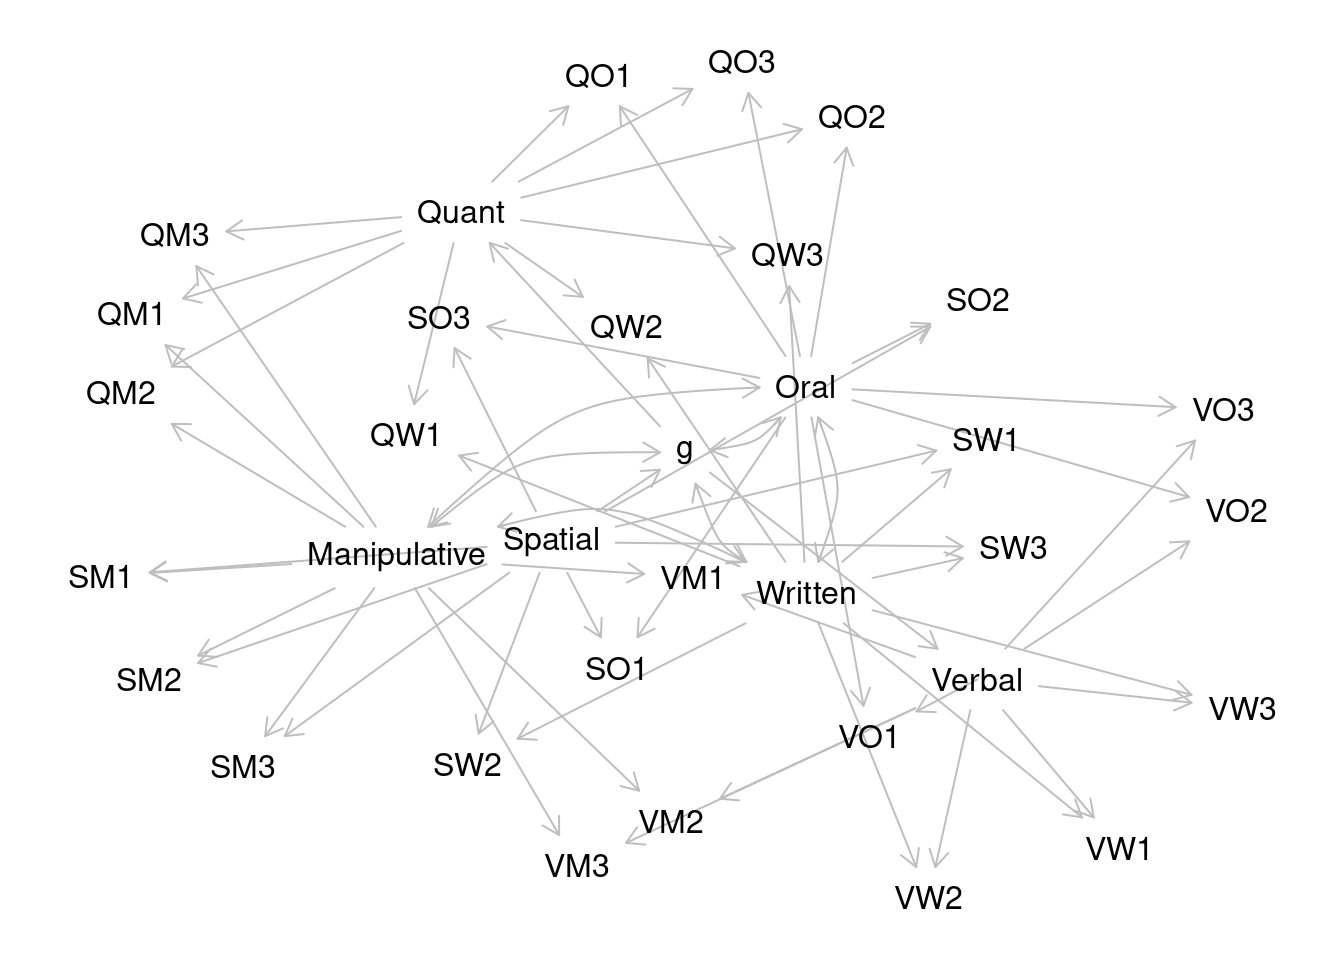 QO3
QO1
QO2
Quant
QM3
QW3
SO2
QM1
SO3
QW2
Oral
QM2
VO3
QW1
SW1
g
VO2
Spatial
SW3
Manipulative
SM1
VM1
Written
SO1
SM2
Verbal
VW3
VO1
SM3
SW2
VM2
VW1
VM3
VW2